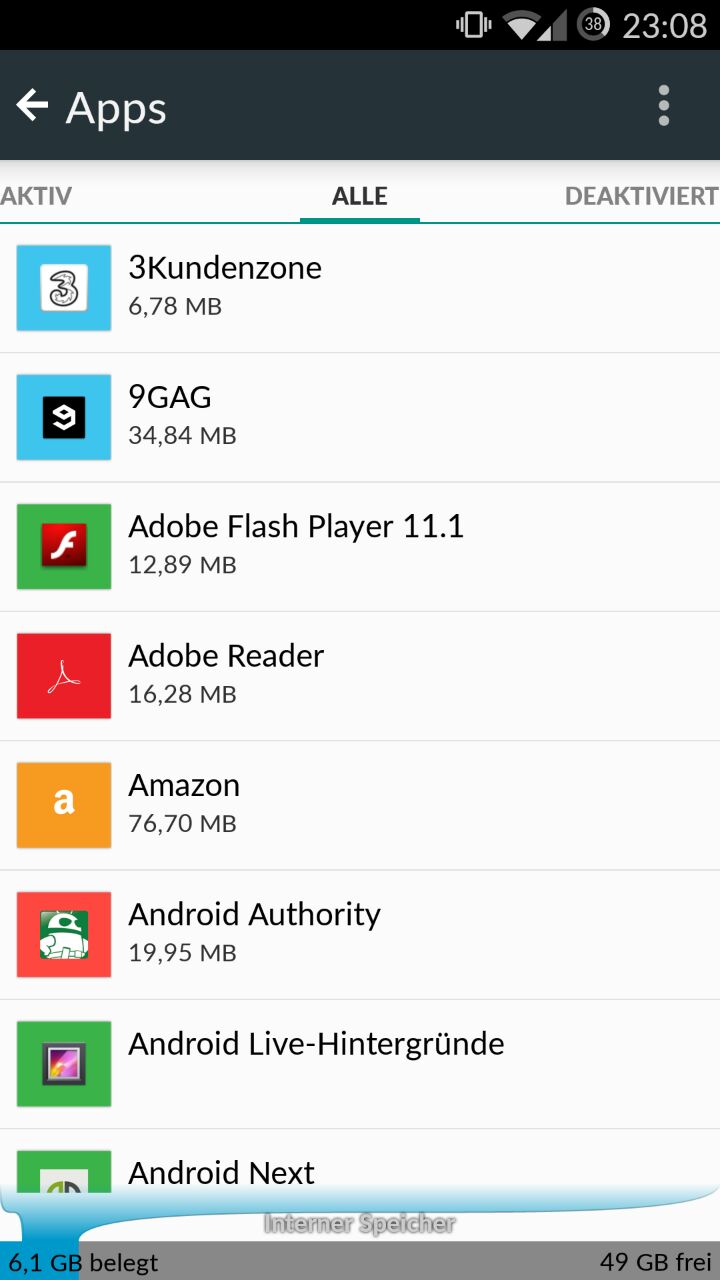 38 23:08
Apps
AKTIV ALLE DEAKTIVIERT
3
3Kundenzone
6,78 MB
9
9GAG
34,84 MB
Adobe Flash Player 11.1
12,89 MB
Adobe Reader
16,28 MB
a
Amazon
76,70 MB
Android Authority
19,95 MB
Android Live-Hintergründe
Android Next
Interner Speicher
6,1 GB belegt 49 GB frei